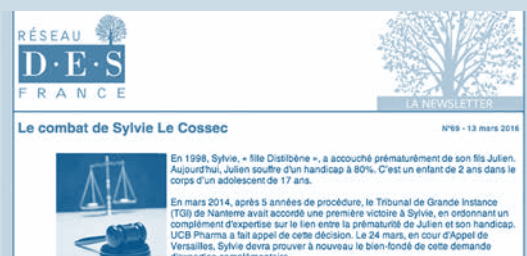 RÉSEAU
D·E·S
FRANCE
LA NEWSLETTER
Le combat de Sylvie Le Cossec
N°69 - 13 mars 2016
En 1998, Sylvie, « fille Distilbène », a accouché prématurément de son fils Julien.
Aujourd'hui, Julien souffre d'un handicap à 80%. C'est un enfant de 2 ans dans le
corps d'un adolescent de 17 ans.
En mars 2014, après 5 années de procédure, le Tribunal de Grande Instance
(TGI) de Nanterre avait accordé une première victoire à Sylvie, en ordonnant un
complément d'expertise sur le lien entre la prématurité de Julien et son handicap.
UCB Pharma a fait appel de cette décision. Le 24 mars, en cour d'Appel de
Versailles, Sylvie devra prouver à nouveau le bien-fondé de cette demande
d'expertise complémentaire